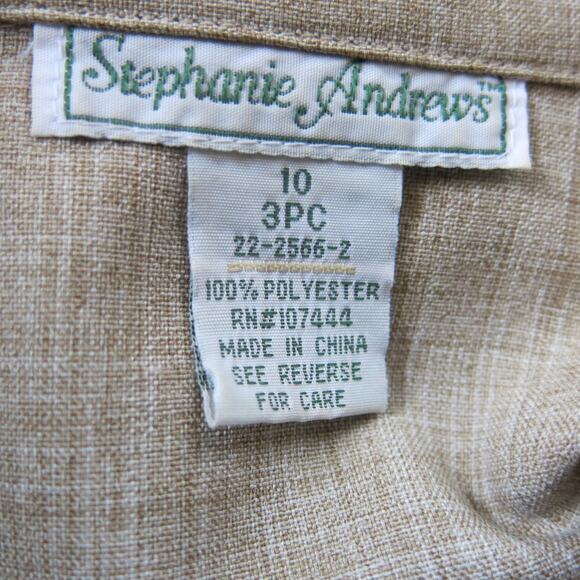 Stephanie Andrews™
10
3PC
22-2566-2
100% POLYESTER
RN#107444
MADE IN CHINA
SEE REVERSE
FOR CARE